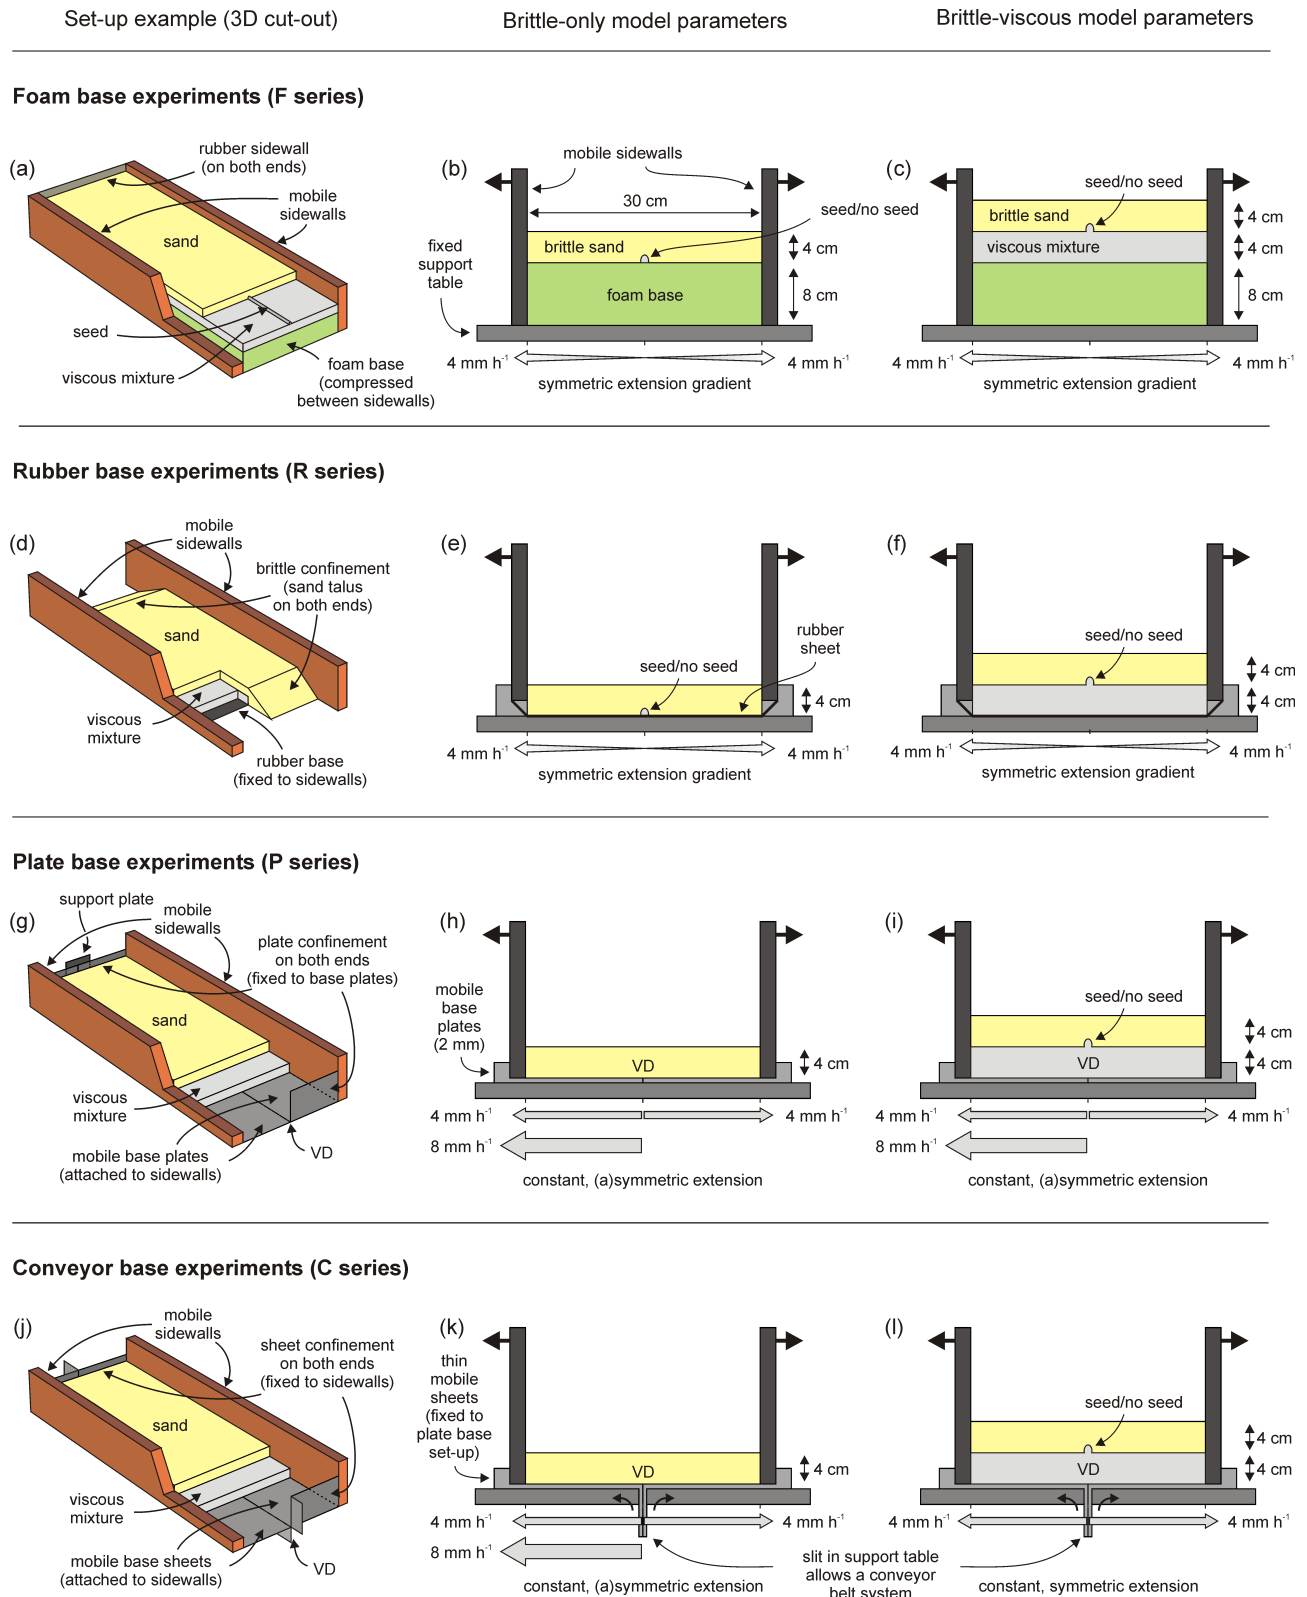 Set-up example (3D cut-out)
Brittle-only model parameters
Brittle-viscous model parameters
Foam base experiments (F series)
(a)
rubber sidewall
(on both ends)
mobile
sidewalls
sand
seed
viscous mixture
foam base
(compressed
between sidewalls)
(b)
mobile sidewalls
30 cm
seed/no seed
brittle sand
4 cm
fixed
support
table
foam base
8 cm
4 mm h-1
4 mm h-1
symmetric extension gradient
(c)
seed/no seed
brittle sand
4 cm
viscous mixture
4 cm
8 cm
4 mm h-1
4 mm h-1
symmetric extension gradient
Rubber base experiments (R series)
(d)
mobile
sidewalls
brittle confinement
(sand talus
on both ends)
sand
viscous
mixture
rubber base
(fixed to sidewalls)
(e)
rubber
sheet
seed/no seed
4 cm
4 mm h-1
4 mm h-1
symmetric extension gradient
(f)
seed/no seed
4 cm
4 cm
4 mm h-1
4 mm h-1
symmetric extension gradient
Plate base experiments (P series)
(g)
support plate
mobile
sidewalls
plate confinement
on both ends
(fixed to base plates)
sand
viscous
mixture
mobile base plates
(attached to sidewalls)
VD
(h)
mobile
base
plates
(2 mm)
VD
4 cm
4 mm h-1
4 mm h-1
8 mm h-1
constant, (a)symmetric extension
(i)
seed/no seed
4 cm
VD
4 cm
4 mm h-1
4 mm h-1
8 mm h-1
constant, (a)symmetric extension
Conveyor base experiments (C series)
(j)
mobile
sidewalls
sheet confinement
on both ends
(fixed to sidewalls)
sand
viscous
mixture
mobile base sheets
(attached to sidewalls)
VD
(k)
thin
mobile
sheets
(fixed to
plate base
set-up)
VD
4 cm
4 mm h-1
4 mm h-1
8 mm h-1
constant, (a)symmetric extension
slit in support table
allows a conveyor
belt system
(l)
seed/no seed
4 cm
VD
4 cm
4 mm h-1
4 mm h-1
constant, symmetric extension